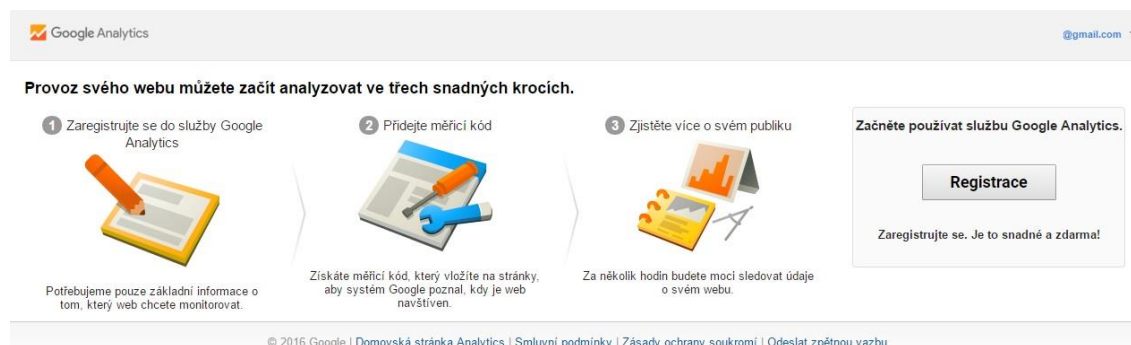 Google Analytics
@gmail.com
Provoz svého webu můžete začít analyzovat ve třech snadných krocích.
1 Zaregistrujte se do služby Google
Analytics
Potřebujeme pouze základní informace o
tom, který web chcete monitorovat.
2 Přidejte měřicí kód
Získáte měřicí kód, který vložíte na stránky,
aby systém Google poznal, kdy je web
navštíven.
3 Zjistěte více o svém publiku
Za několik hodin budete moci sledovat údaje
o svém webu.
Začněte používat službu Google Analytics.
Registrace
Zaregistrujte se. Je to snadné a zdarma!
© 2016 Google | Domovská stránka Analytics | Smluvní podmínky | Zásady ochrany soukromí | Odeslat zpětnou vazbu